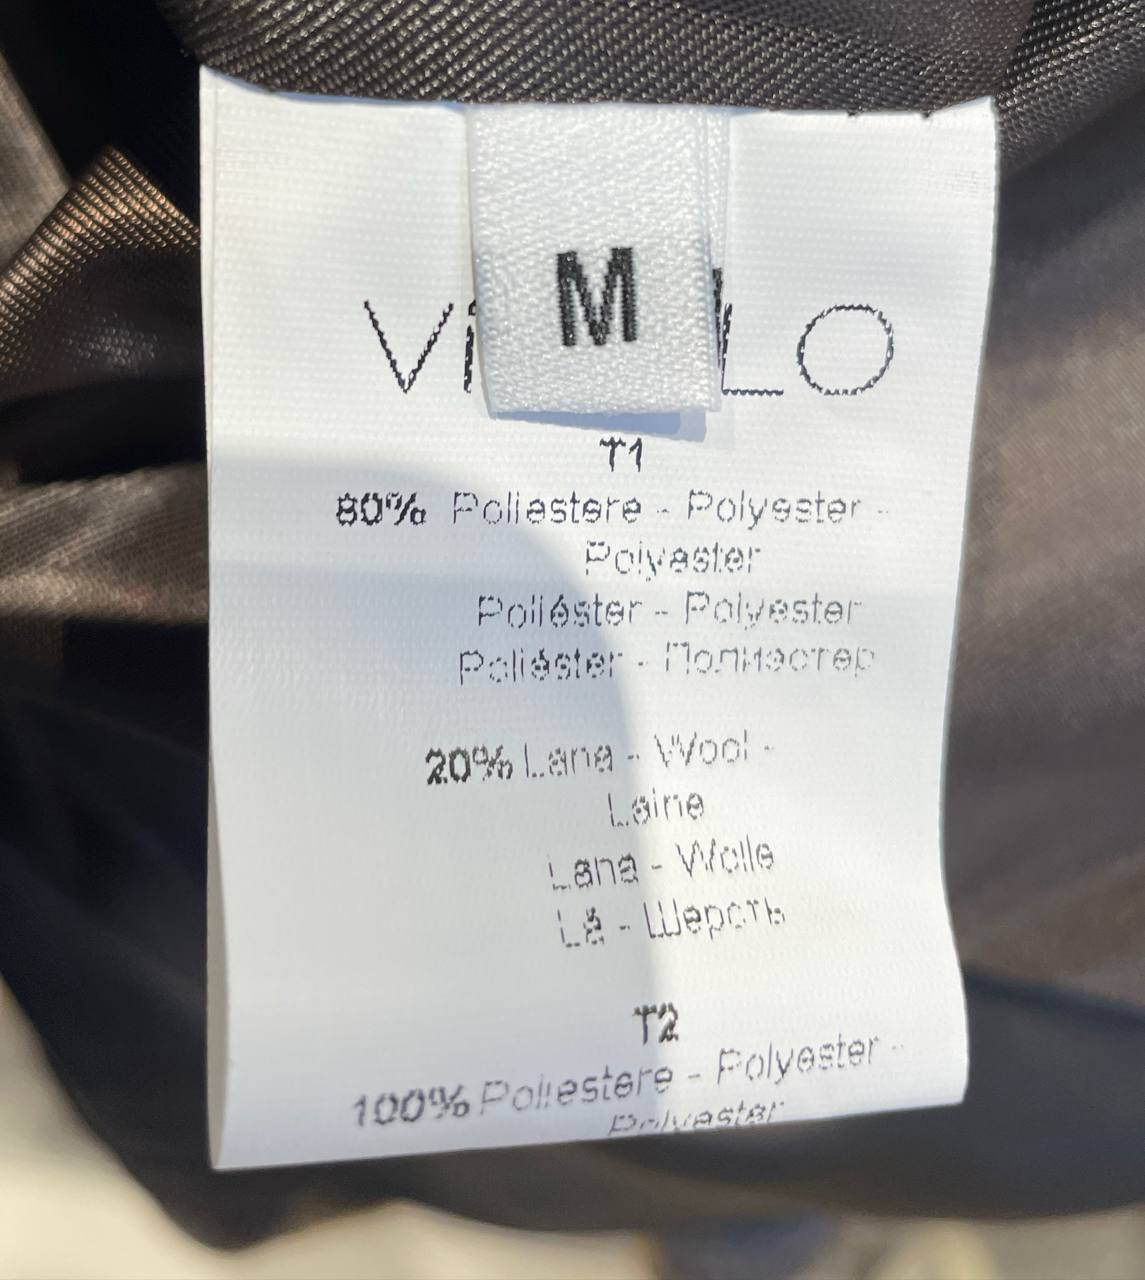 M
T1
80% Poliestere - Polyester -
Polyester
Poliéster - Polyester
Poliéster - Полиэстер
20% Lana - Wool -
Laine
Lana - Wolle
Lã - Шерсть
T2
100% Poliestere - Polyester -
Polyester